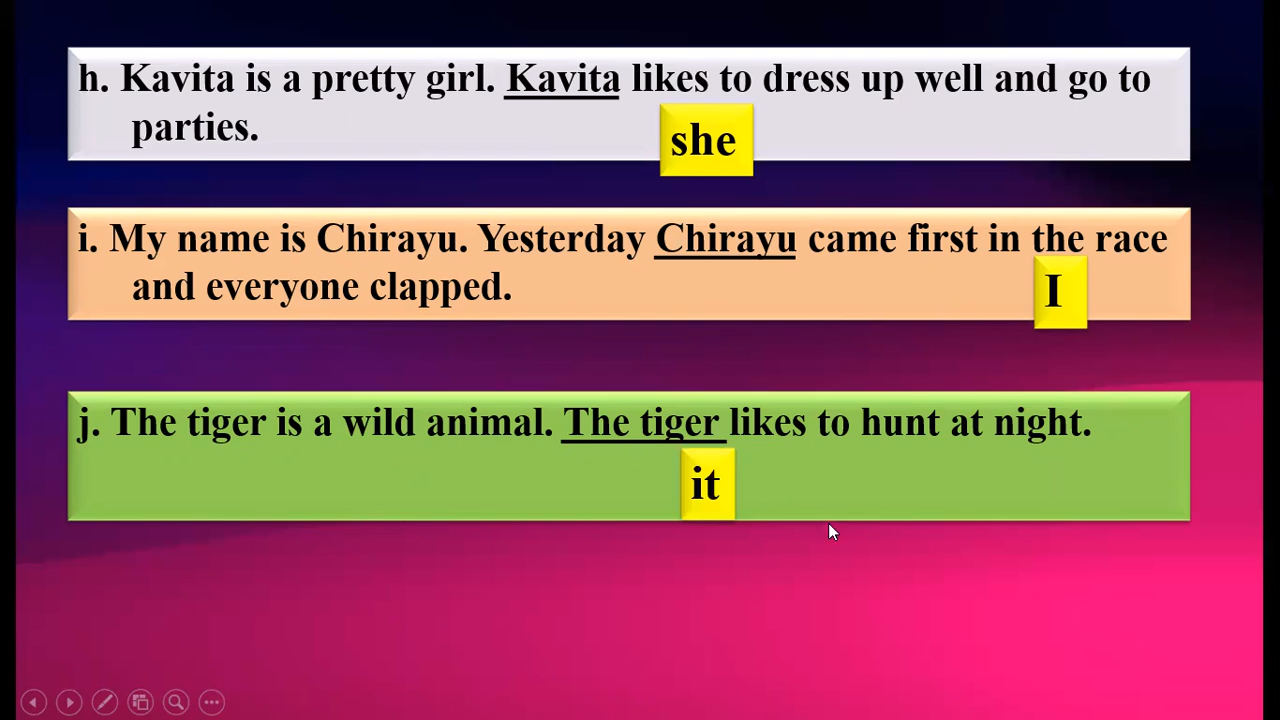 h. Kavita is a pretty girl. Kavita likes to dress up well and go to
parties.
she
i. My name is Chirayu. Yesterday Chirayu came first in the race
and everyone clapped.
I
j. The tiger is a wild animal. The tiger likes to hunt at night.
it